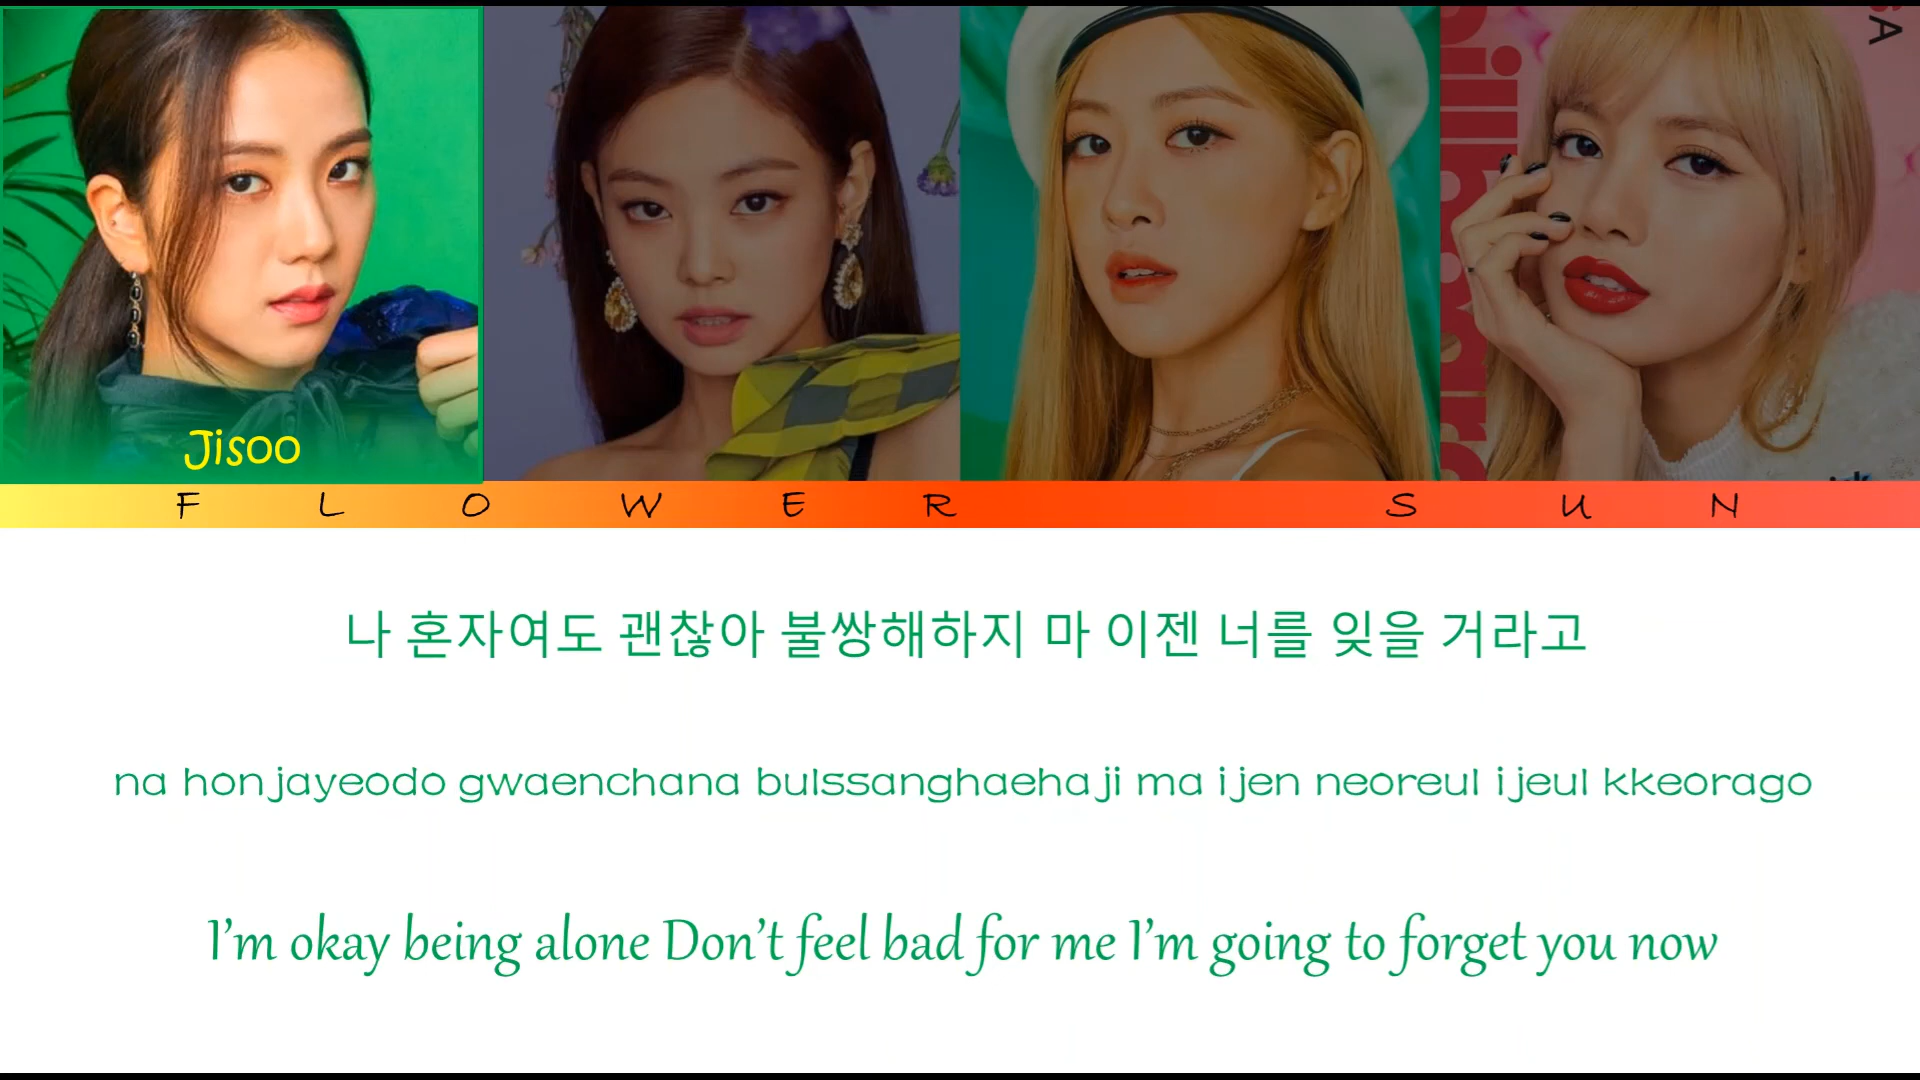 A
Jisoo
FLOWER SUN
나 혼자여도 괜찮아 불쌍해하지 마 이젠 너를 잊을 거라고
na honjayeodo gwaenchana bulssanghaehaji ma ijen neoreul ijeul kkeorago
I'm okay being alone Don't feel bad for me I'm going to forget you now